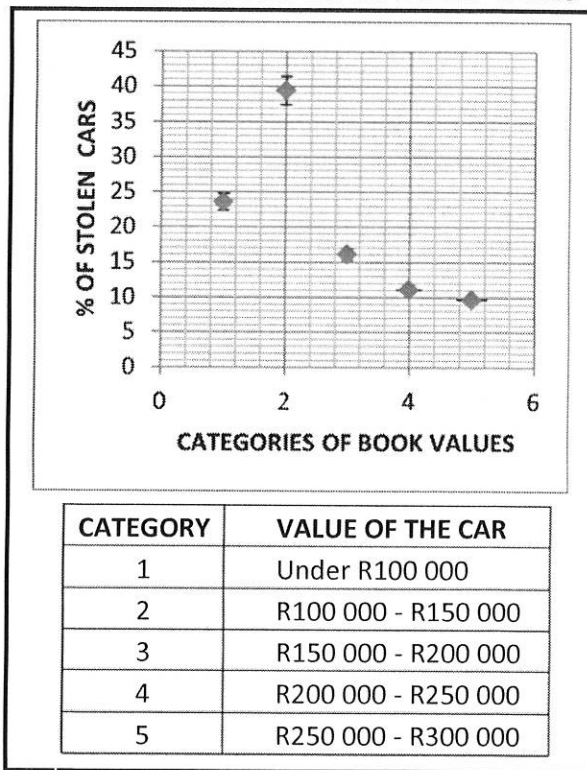 45
40
35
30
25
20
15
10
5
0
% OF STOLEN CARS
0 2 4 6
CATEGORIES OF BOOK VALUES
CATEGORY VALUE OF THE CAR
1 Under R100 000
2 R100 000 - R150 000
3 R150 000 - R200 000
4 R200 000 - R250 000
5 R250 000 - R300 000